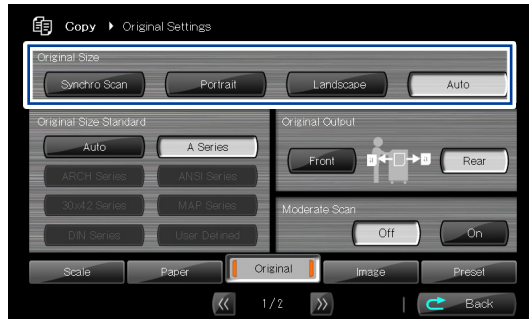 Copy Original Settings
Original Size
Synchro Scan Portrait Landscape Auto
Original Size Standard
Auto A Series
ARCH Series ANSI Series
30x42 Series MAP Series
DIN Series User Defined
Original Output
Front a a Rear
Moderate Scan
Off On
Scale Paper Original Image Preset
1/2 Back